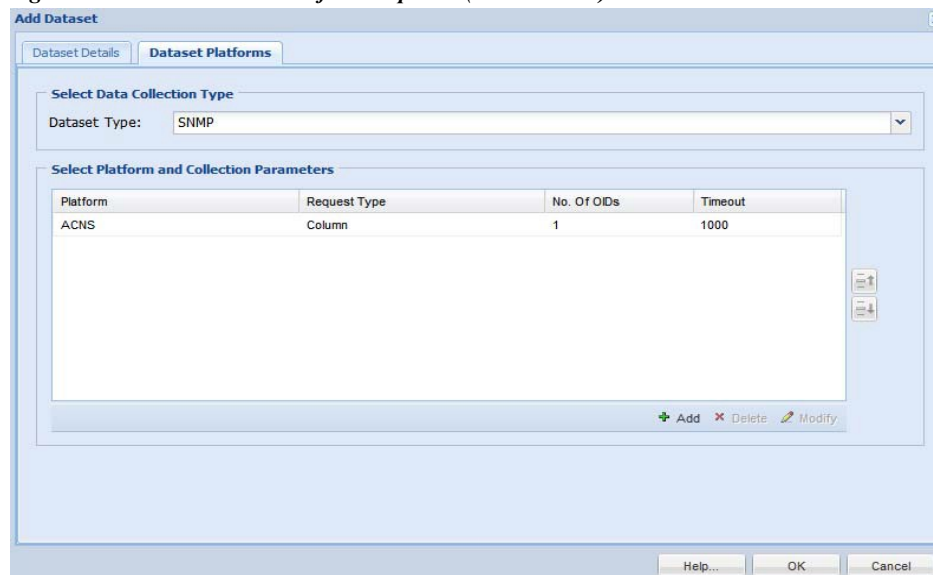 Add Dataset
Dataset Details Dataset Platforms
Select Data Collection Type
Dataset Type: SNMP
Select Platform and Collection Parameters
Platform Request Type No. Of OIDs Timeout
ACNS Column 1 1000
Add Delete Modify
Help... OK Cancel